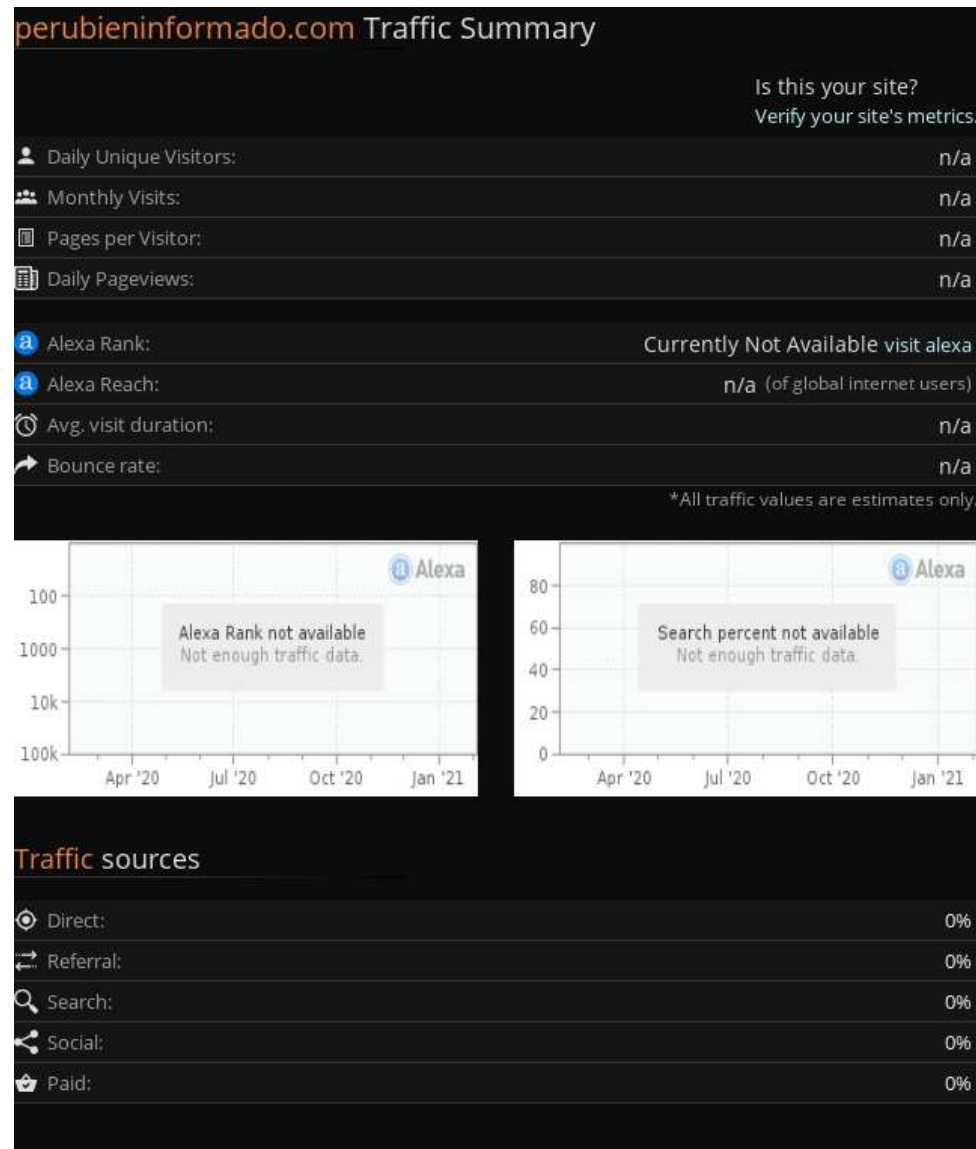 perubieninformado.com Traffic Summary
Is this your site?
Verify your site's metrics.
Daily Unique Visitors: n/a
Monthly Visits: n/a
Pages per Visitor: n/a
Daily Pageviews: n/a
Alexa Rank: Currently Not Available visit alexa
Alexa Reach: n/a (of global internet users)
Avg. visit duration: n/a
Bounce rate: n/a
*All traffic values are estimates only.
a Alexa
100
1000
10k
100k
Alexa Rank not available
Not enough traffic data.
Apr '20 Jul '20 Oct '20 Jan '21
a Alexa
80
60
40
20
0
Search percent not available
Not enough traffic data.
Apr '20 Jul '20 Oct '20 Jan '21
Traffic sources
Direct: 0%
Referral: 0%
Search: 0%
Social: 0%
Paid: 0%